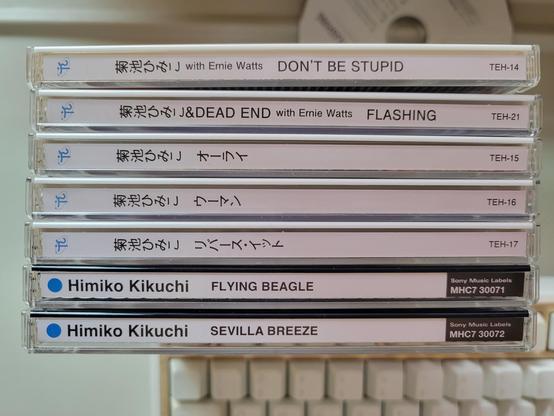 菊池ひみこ with Ernie Watts DON'T BE STUPID TEH-14
菊池ひみこ&DEAD END with Ernie Watts FLASHING TEH-21
菊池ひみこ オーライ TEH-15
菊池ひみこ ウーマン TEH-16
菊池ひみこ リバース・イット TEH-17
Himiko Kikuchi FLYING BEAGLE Sony Music Labels MHC7 30071
Himiko Kikuchi SEVILLA BREEZE Sony Music Labels MHC7 30072